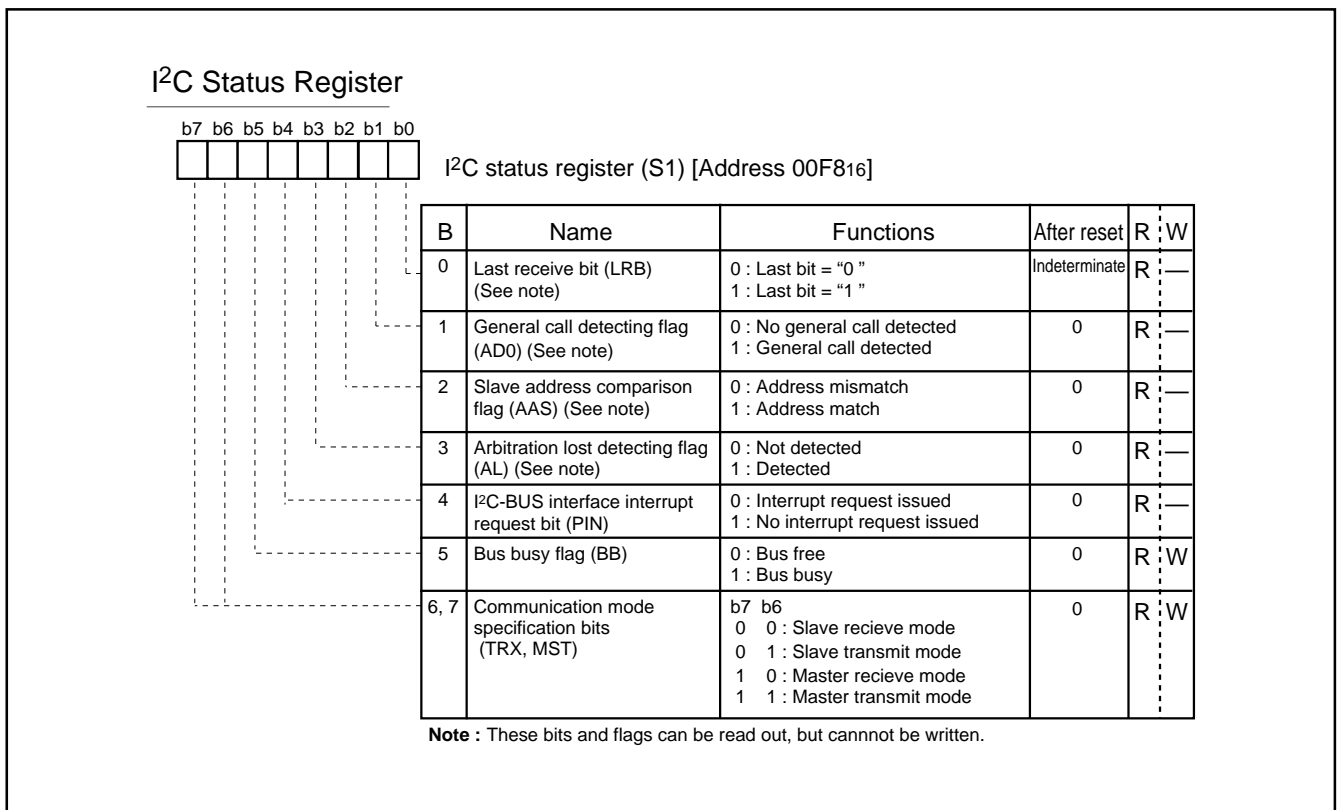 I²C Status Register
b7 b6 b5 b4 b3 b2 b1 b0
I²C status register (S1) [Address 00F8₁₆]
B Name Functions After reset R W
0 Last receive bit (LRB) 0 : Last bit = “0 ” Indeterminate R —
(See note) 1 : Last bit = “1 ”
1 General call detecting flag 0 : No general call detected 0 R —
(AD0) (See note) 1 : General call detected
2 Slave address comparison 0 : Address mismatch 0 R —
flag (AAS) (See note) 1 : Address match
3 Arbitration lost detecting flag 0 : Not detected 0 R —
(AL) (See note) 1 : Detected
4 I²C-BUS interface interrupt 0 : Interrupt request issued 0 R —
request bit (PIN) 1 : No interrupt request issued
5 Bus busy flag (BB) 0 : Bus free 0 R W
1 : Bus busy
6, 7 Communication mode b7 b6 0 R W
specification bits 0 0 : Slave recieve mode
(TRX, MST) 0 1 : Slave transmit mode
1 0 : Master recieve mode
1 1 : Master transmit mode
Note : These bits and flags can be read out, but cannnot be written.